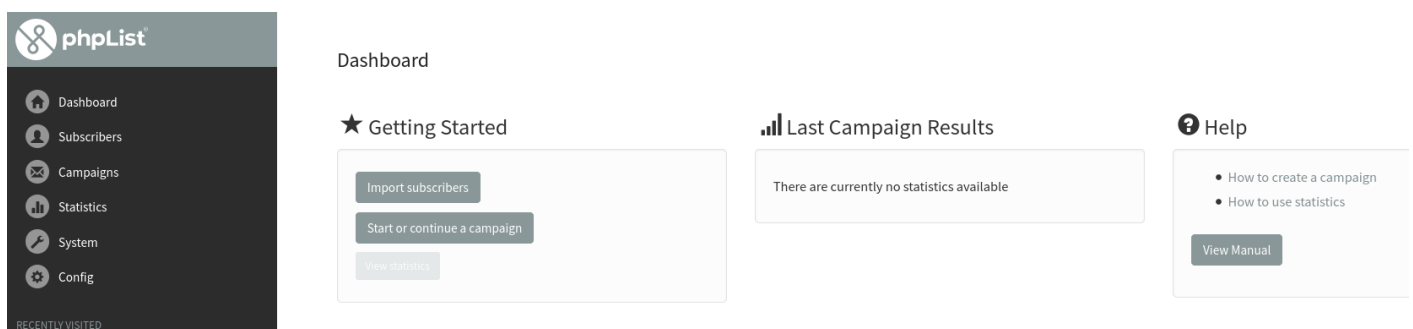 phpList
Dashboard
Subscribers
Campaigns
Statistics
System
Config
RECENTLY VISITED
Dashboard
Getting Started
Import subscribers
Start or continue a campaign
View statistics
Last Campaign Results
There are currently no statistics available
Help
How to create a campaign
How to use statistics
View Manual